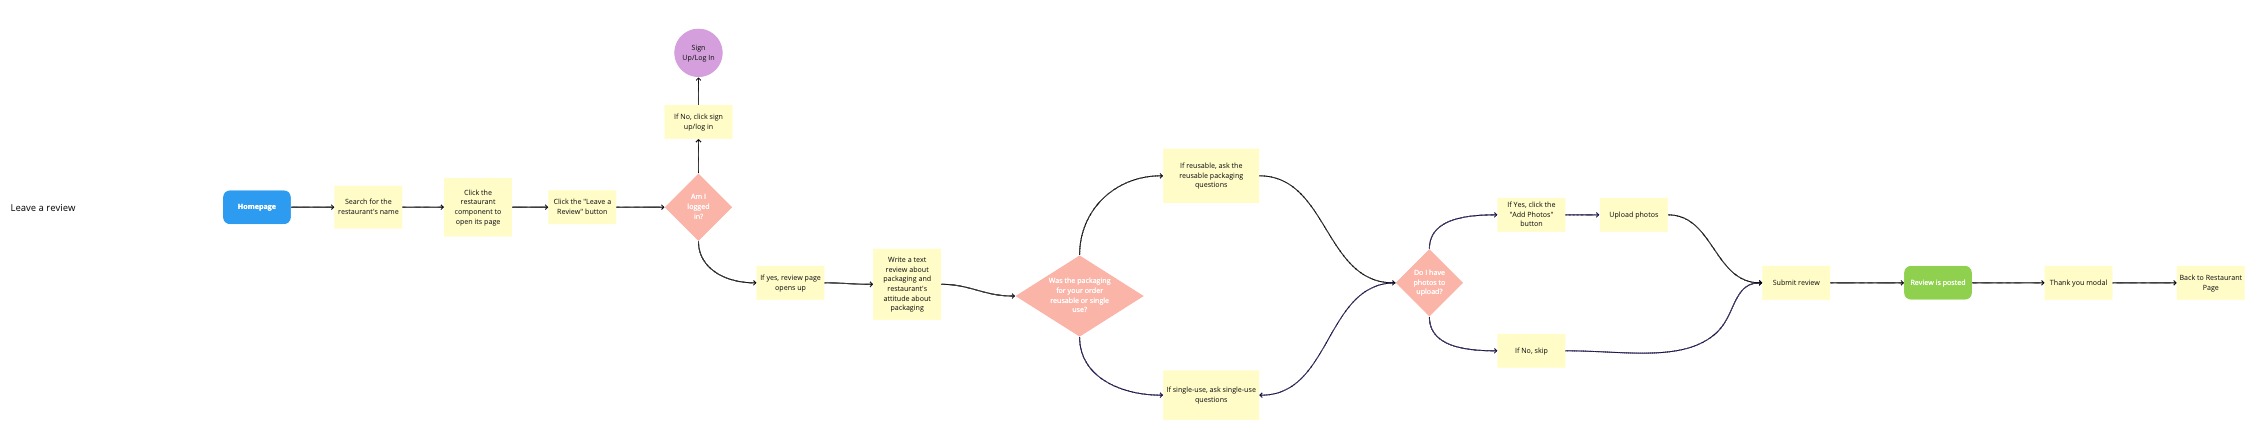 Leave a review
Homepage
Search for the
restaurant's name
Click the
restaurant
component to
open its page
Click the "Leave a
Review" button
Am I
logged
in?
If No, click sign
up/log in
Sign
Up/Log In
If yes, review page
opens up
Write a text
review about
packaging and
restaurant's
attitude about
packaging
Was the packaging
for your order
reusable or single
use?
If reusable, ask the
reusable packaging
questions
If single-use, ask single-use
questions
Do I have
photos to
upload?
If Yes, click the
"Add Photos"
button
Upload photos
If No, skip
Submit review
Review is posted
Thank you modal
Back to Restaurant
Page